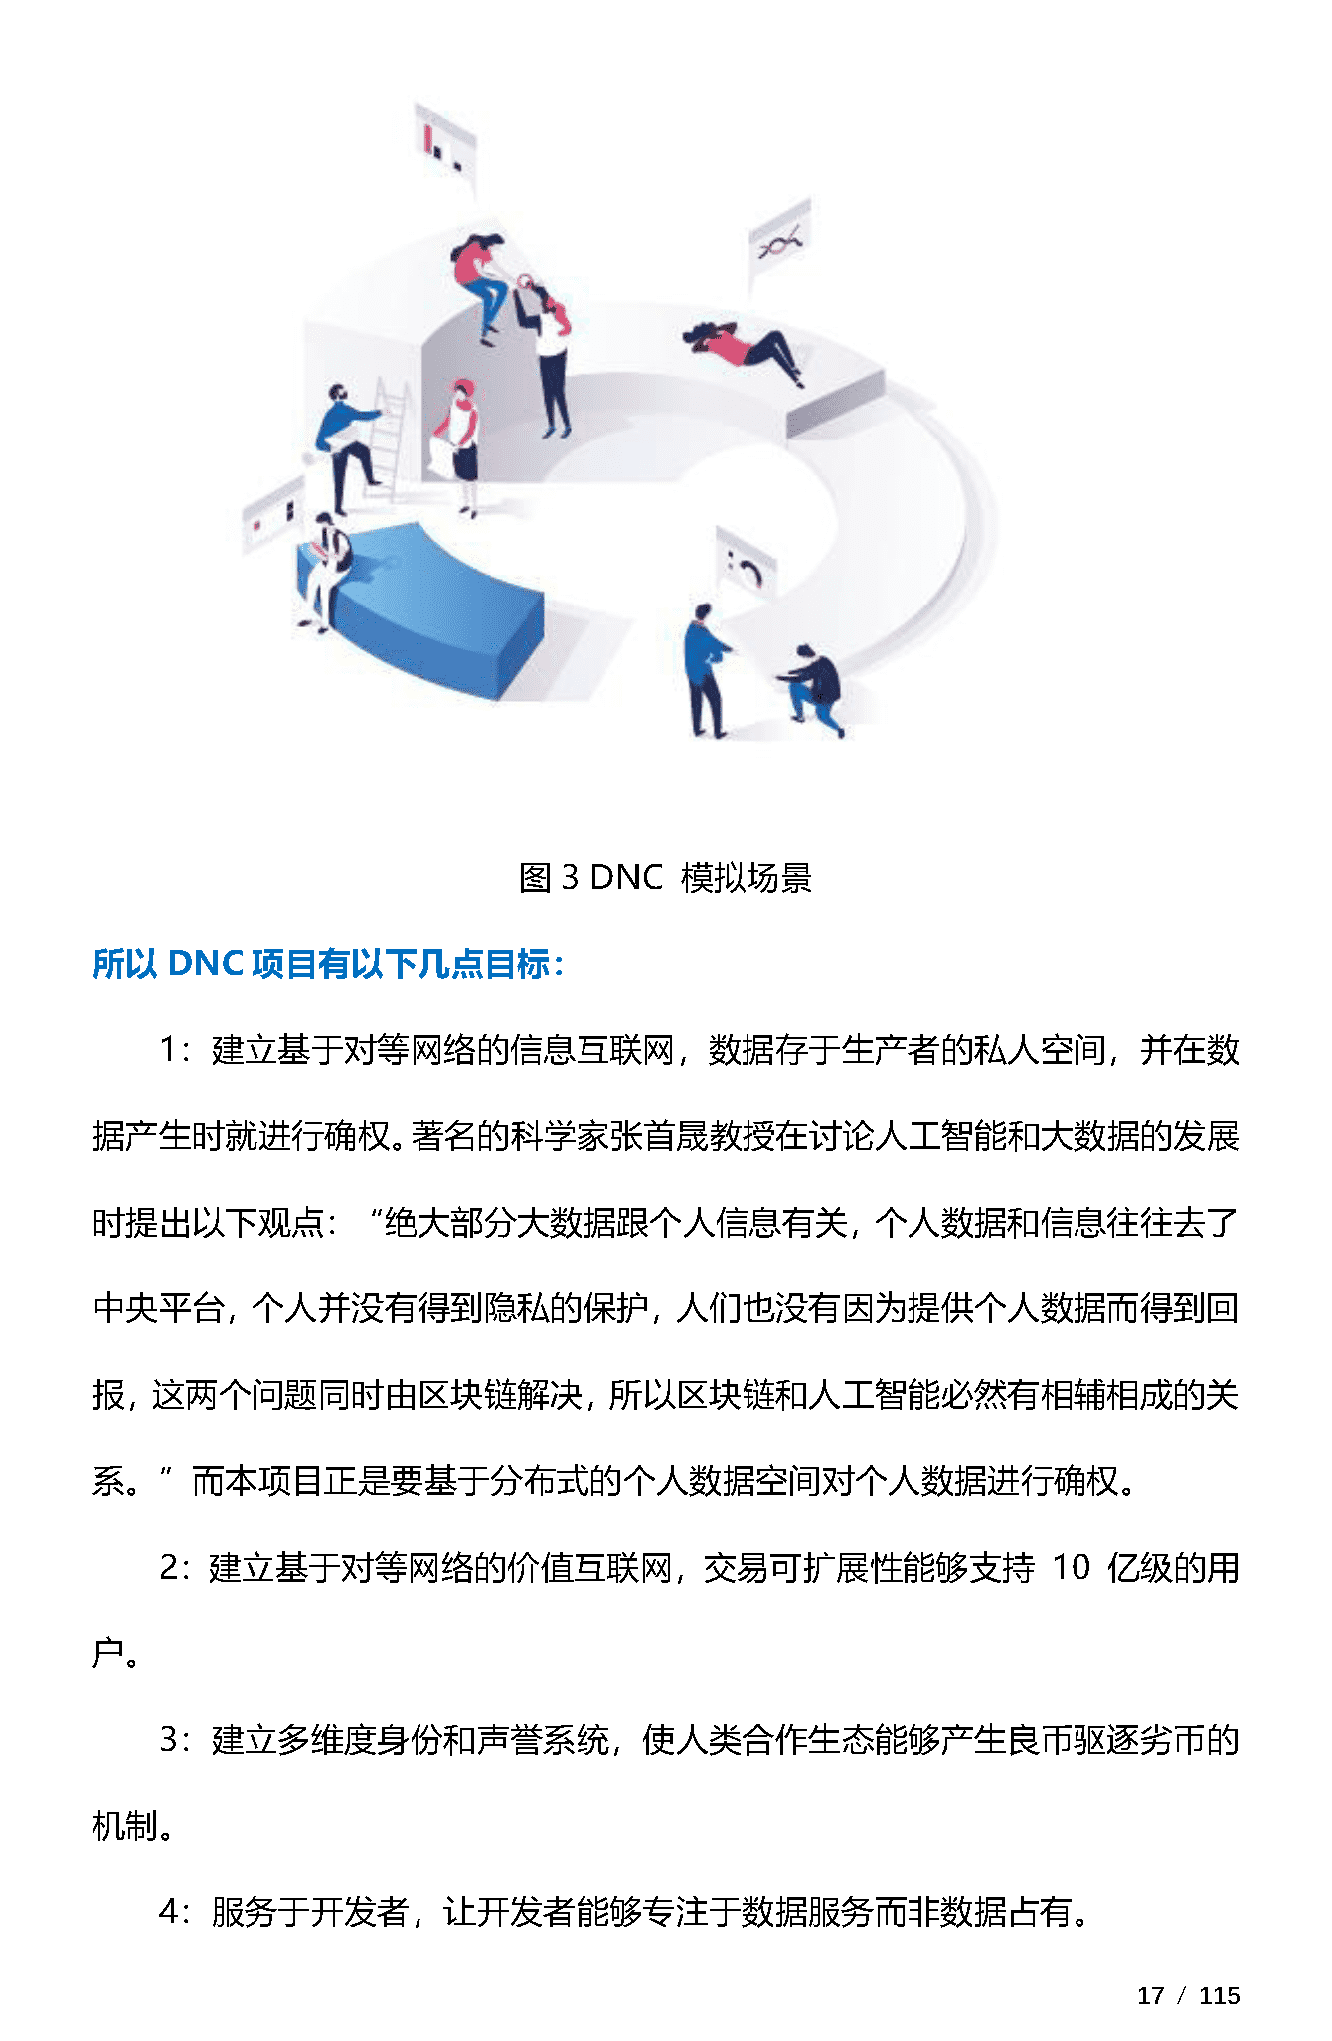 图 3 DNC 模拟场景
所以 DNC 项目有以下几点目标：
1：建立基于对等网络的信息互联网，数据存于生产者的私人空间，并在数
据产生时就进行确权。著名的科学家张首晟教授在讨论人工智能和大数据的发展
时提出以下观点：“绝大部分大数据跟个人信息有关，个人数据和信息往往去了
中央平台，个人并没有得到隐私的保护，人们也没有因为提供个人数据而得到回
报，这两个问题同时由区块链解决，所以区块链和人工智能必然有相辅相成的关
系。”而本项目正是要基于分布式的个人数据空间对个人数据进行确权。
2：建立基于对等网络的价值互联网，交易可扩展性能够支持 10 亿级的用
户。
3：建立多维度身份和声誉系统，使人类合作生态能够产生良币驱逐劣币的
机制。
4：服务于开发者，让开发者能够专注于数据服务而非数据占有。
17 / 115